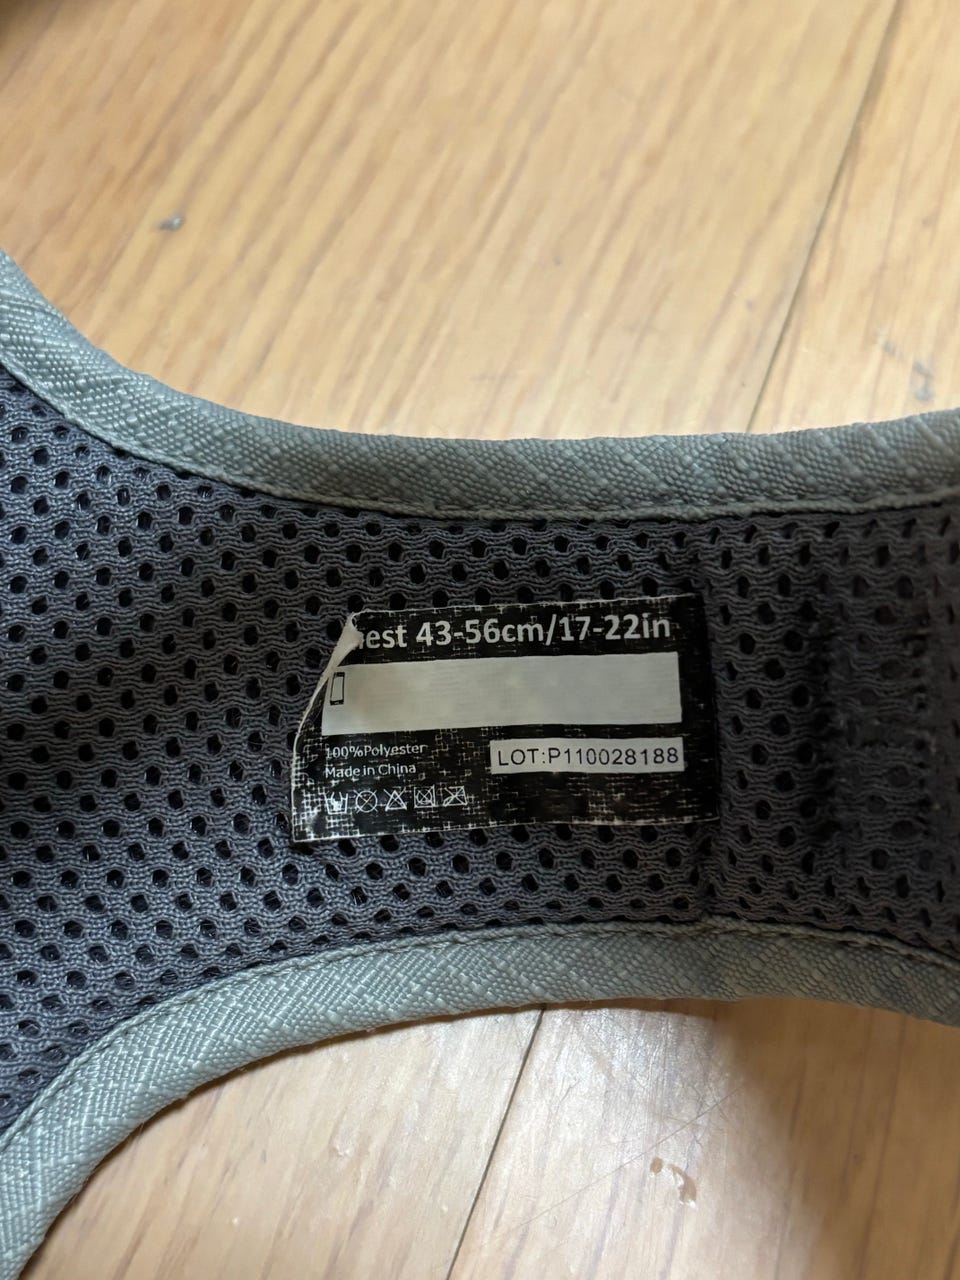 est 43-56cm/17-22in
100%Polyester
LOT:P110028188
Made in China